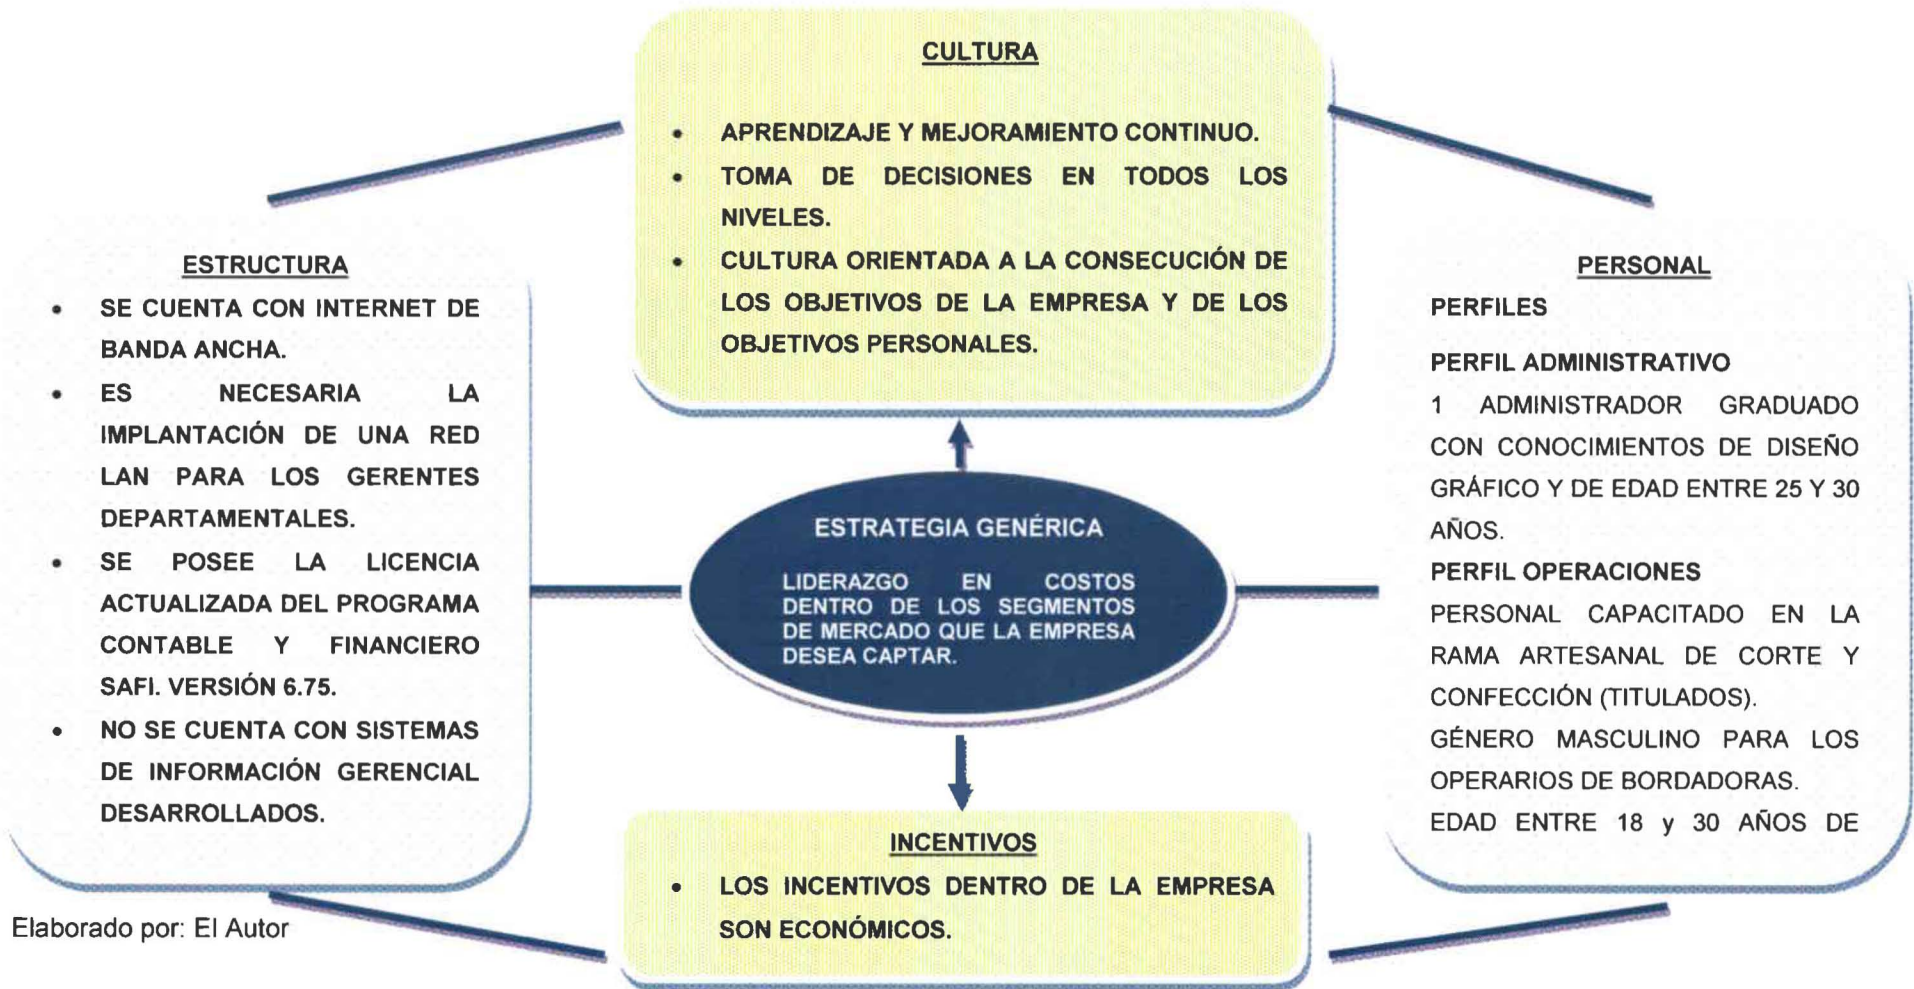 CULTURA
• APRENDIZAJE Y MEJORAMIENTO CONTINUO.
• TOMA DE DECISIONES EN TODOS LOS
NIVELES.
• CULTURA ORIENTADA A LA CONSECUCIÓN DE
LOS OBJETIVOS DE LA EMPRESA Y DE LOS
OBJETIVOS PERSONALES.
ESTRUCTURA
• SE CUENTA CON INTERNET DE
BANDA ANCHA.
• ES NECESARIA LA
IMPLANTACIÓN DE UNA RED
LAN PARA LOS GERENTES
DEPARTAMENTALES.
• SE POSEE LA LICENCIA
ACTUALIZADA DEL PROGRAMA
CONTABLE Y FINANCIERO
SAFI. VERSIÓN 6.75.
• NO SE CUENTA CON SISTEMAS
DE INFORMACIÓN GERENCIAL
DESARROLLADOS.
ESTRATEGIA GENÉRICA
LIDERAZGO EN COSTOS
DENTRO DE LOS SEGMENTOS
DE MERCADO QUE LA EMPRESA
DESEA CAPTAR.
PERSONAL
PERFILES
PERFIL ADMINISTRATIVO
1 ADMINISTRADOR GRADUADO
CON CONOCIMIENTOS DE DISEÑO
GRÁFICO Y DE EDAD ENTRE 25 Y 30
AÑOS.
PERFIL OPERACIONES
PERSONAL CAPACITADO EN LA
RAMA ARTESANAL DE CORTE Y
CONFECCIÓN (TITULADOS).
GÉNERO MASCULINO PARA LOS
OPERARIOS DE BORDADORAS.
EDAD ENTRE 18 y 30 AÑOS DE
INCENTIVOS
• LOS INCENTIVOS DENTRO DE LA EMPRESA
SON ECONÓMICOS.
Elaborado por: El Autor